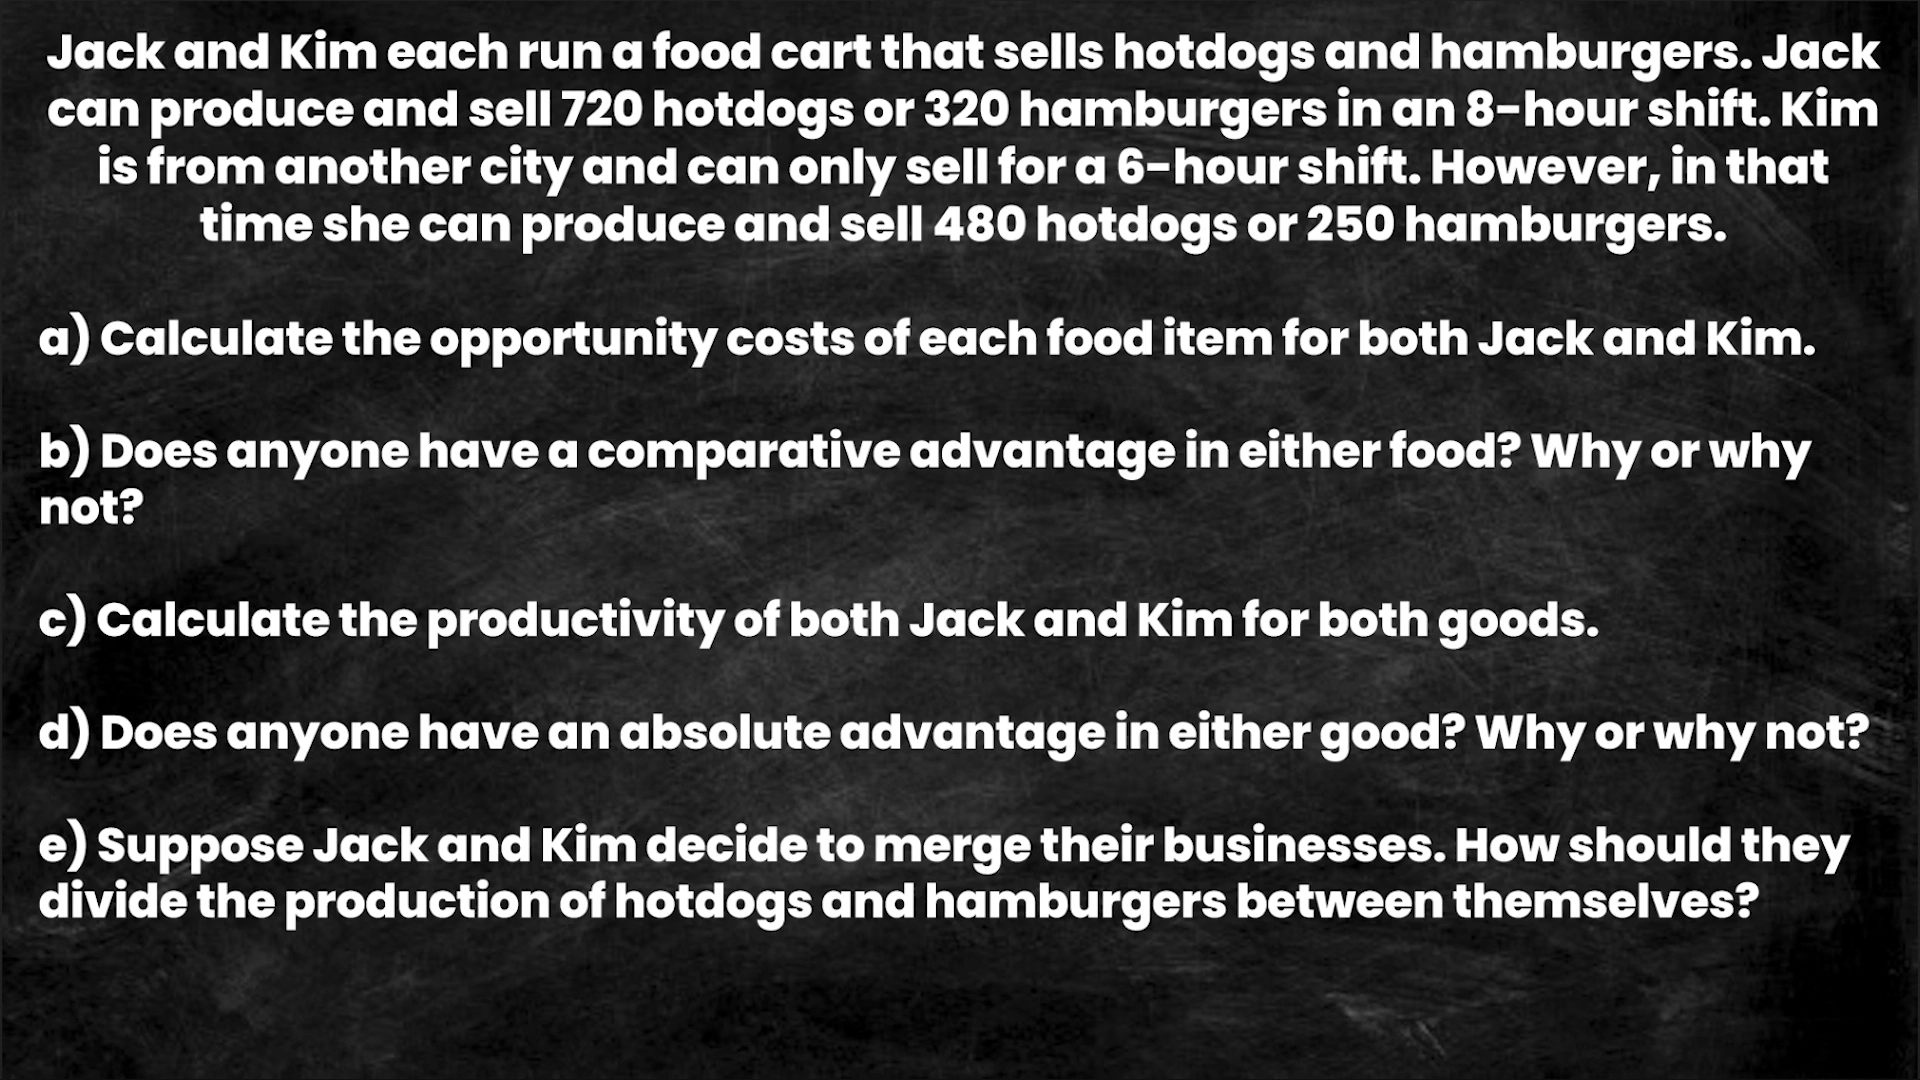 Jack and Kim each run a food cart that sells hotdogs and hamburgers. Jack
can produce and sell 720 hotdogs or 320 hamburgers in an 8-hour shift. Kim
is from another city and can only sell for a 6-hour shift. However, in that
time she can produce and sell 480 hotdogs or 250 hamburgers.
a) Calculate the opportunity costs of each food item for both Jack and Kim.
b) Does anyone have a comparative advantage in either food? Why or why
not?
c) Calculate the productivity of both Jack and Kim for both goods.
d) Does anyone have an absolute advantage in either good? Why or why not?
e) Suppose Jack and Kim decide to merge their businesses. How should they
divide the production of hotdogs and hamburgers between themselves?